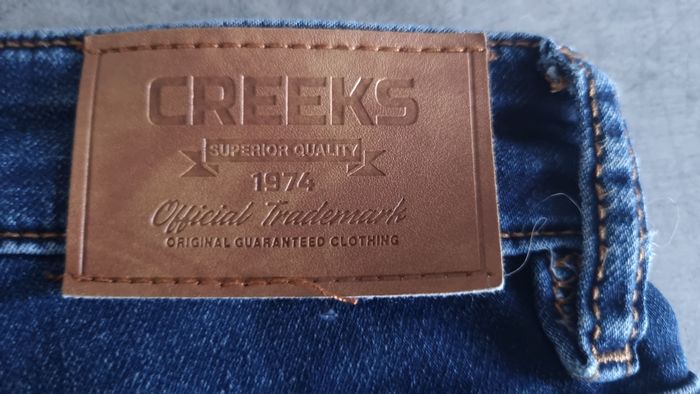 CREEKS
SUPERIOR QUALITY
1974
Official Trademark
ORIGINAL GUARANTEED CLOTHING